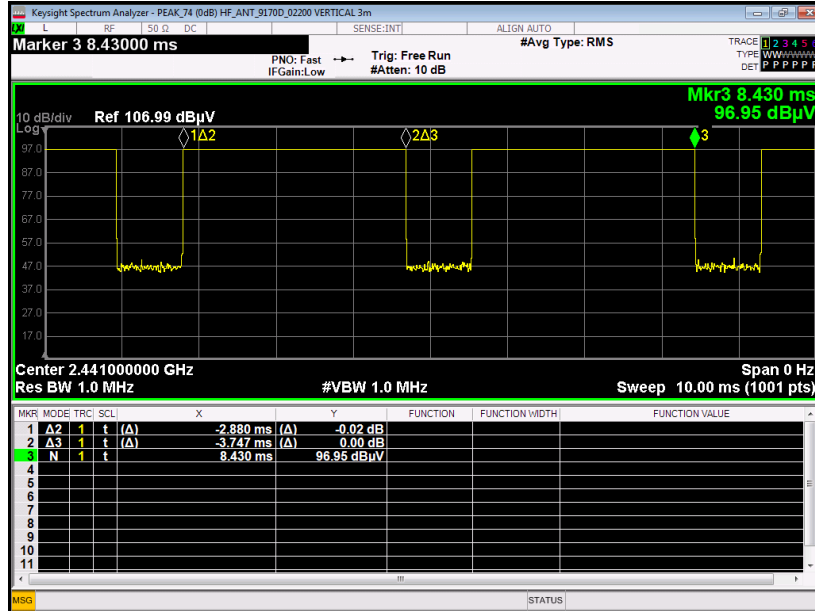 Keysight Spectrum Analyzer - PEAK_74 (0dB) HF_ANT_9170D_02200 VERTICAL 3m
LXI L RF 50 Ω DC SENSE:INT ALIGN AUTO
Marker 3 8.43000 ms
PNO: Fast
IFGain:Low
Trig: Free Run
#Atten: 10 dB
#Avg Type: RMS
TRACE 1 2 3 4 5 6
TYPE
DET P P P P P P
Mkr3 8.430 ms
96.95 dBµV
10 dB/div Ref 106.99 dBµV
Log
1Δ2 2Δ3 3
97.0
87.0
77.0
67.0
57.0
47.0
37.0
27.0
17.0
Center 2.441000000 GHz Span 0 Hz
Res BW 1.0 MHz #VBW 1.0 MHz Sweep 10.00 ms (1001 pts)
MKR MODE TRC SCL X Y FUNCTION FUNCTION WIDTH FUNCTION VALUE
1 Δ2 1 t (Δ) -2.880 ms (Δ) -0.02 dB
2 Δ3 1 t (Δ) -3.747 ms (Δ) 0.00 dB
3 N 1 t 8.430 ms 96.95 dBµV
4
5
6
7
8
9
10
11
MSG STATUS